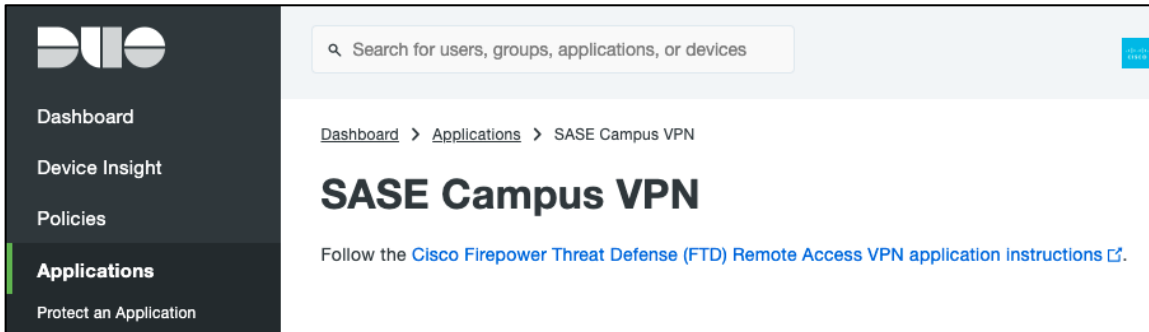 DUO
Search for users, groups, applications, or devices
CISCO
Dashboard
Device Insight
Policies
Applications
Protect an Application
Dashboard > Applications > SASE Campus VPN
SASE Campus VPN
Follow the Cisco Firepower Threat Defense (FTD) Remote Access VPN application instructions.